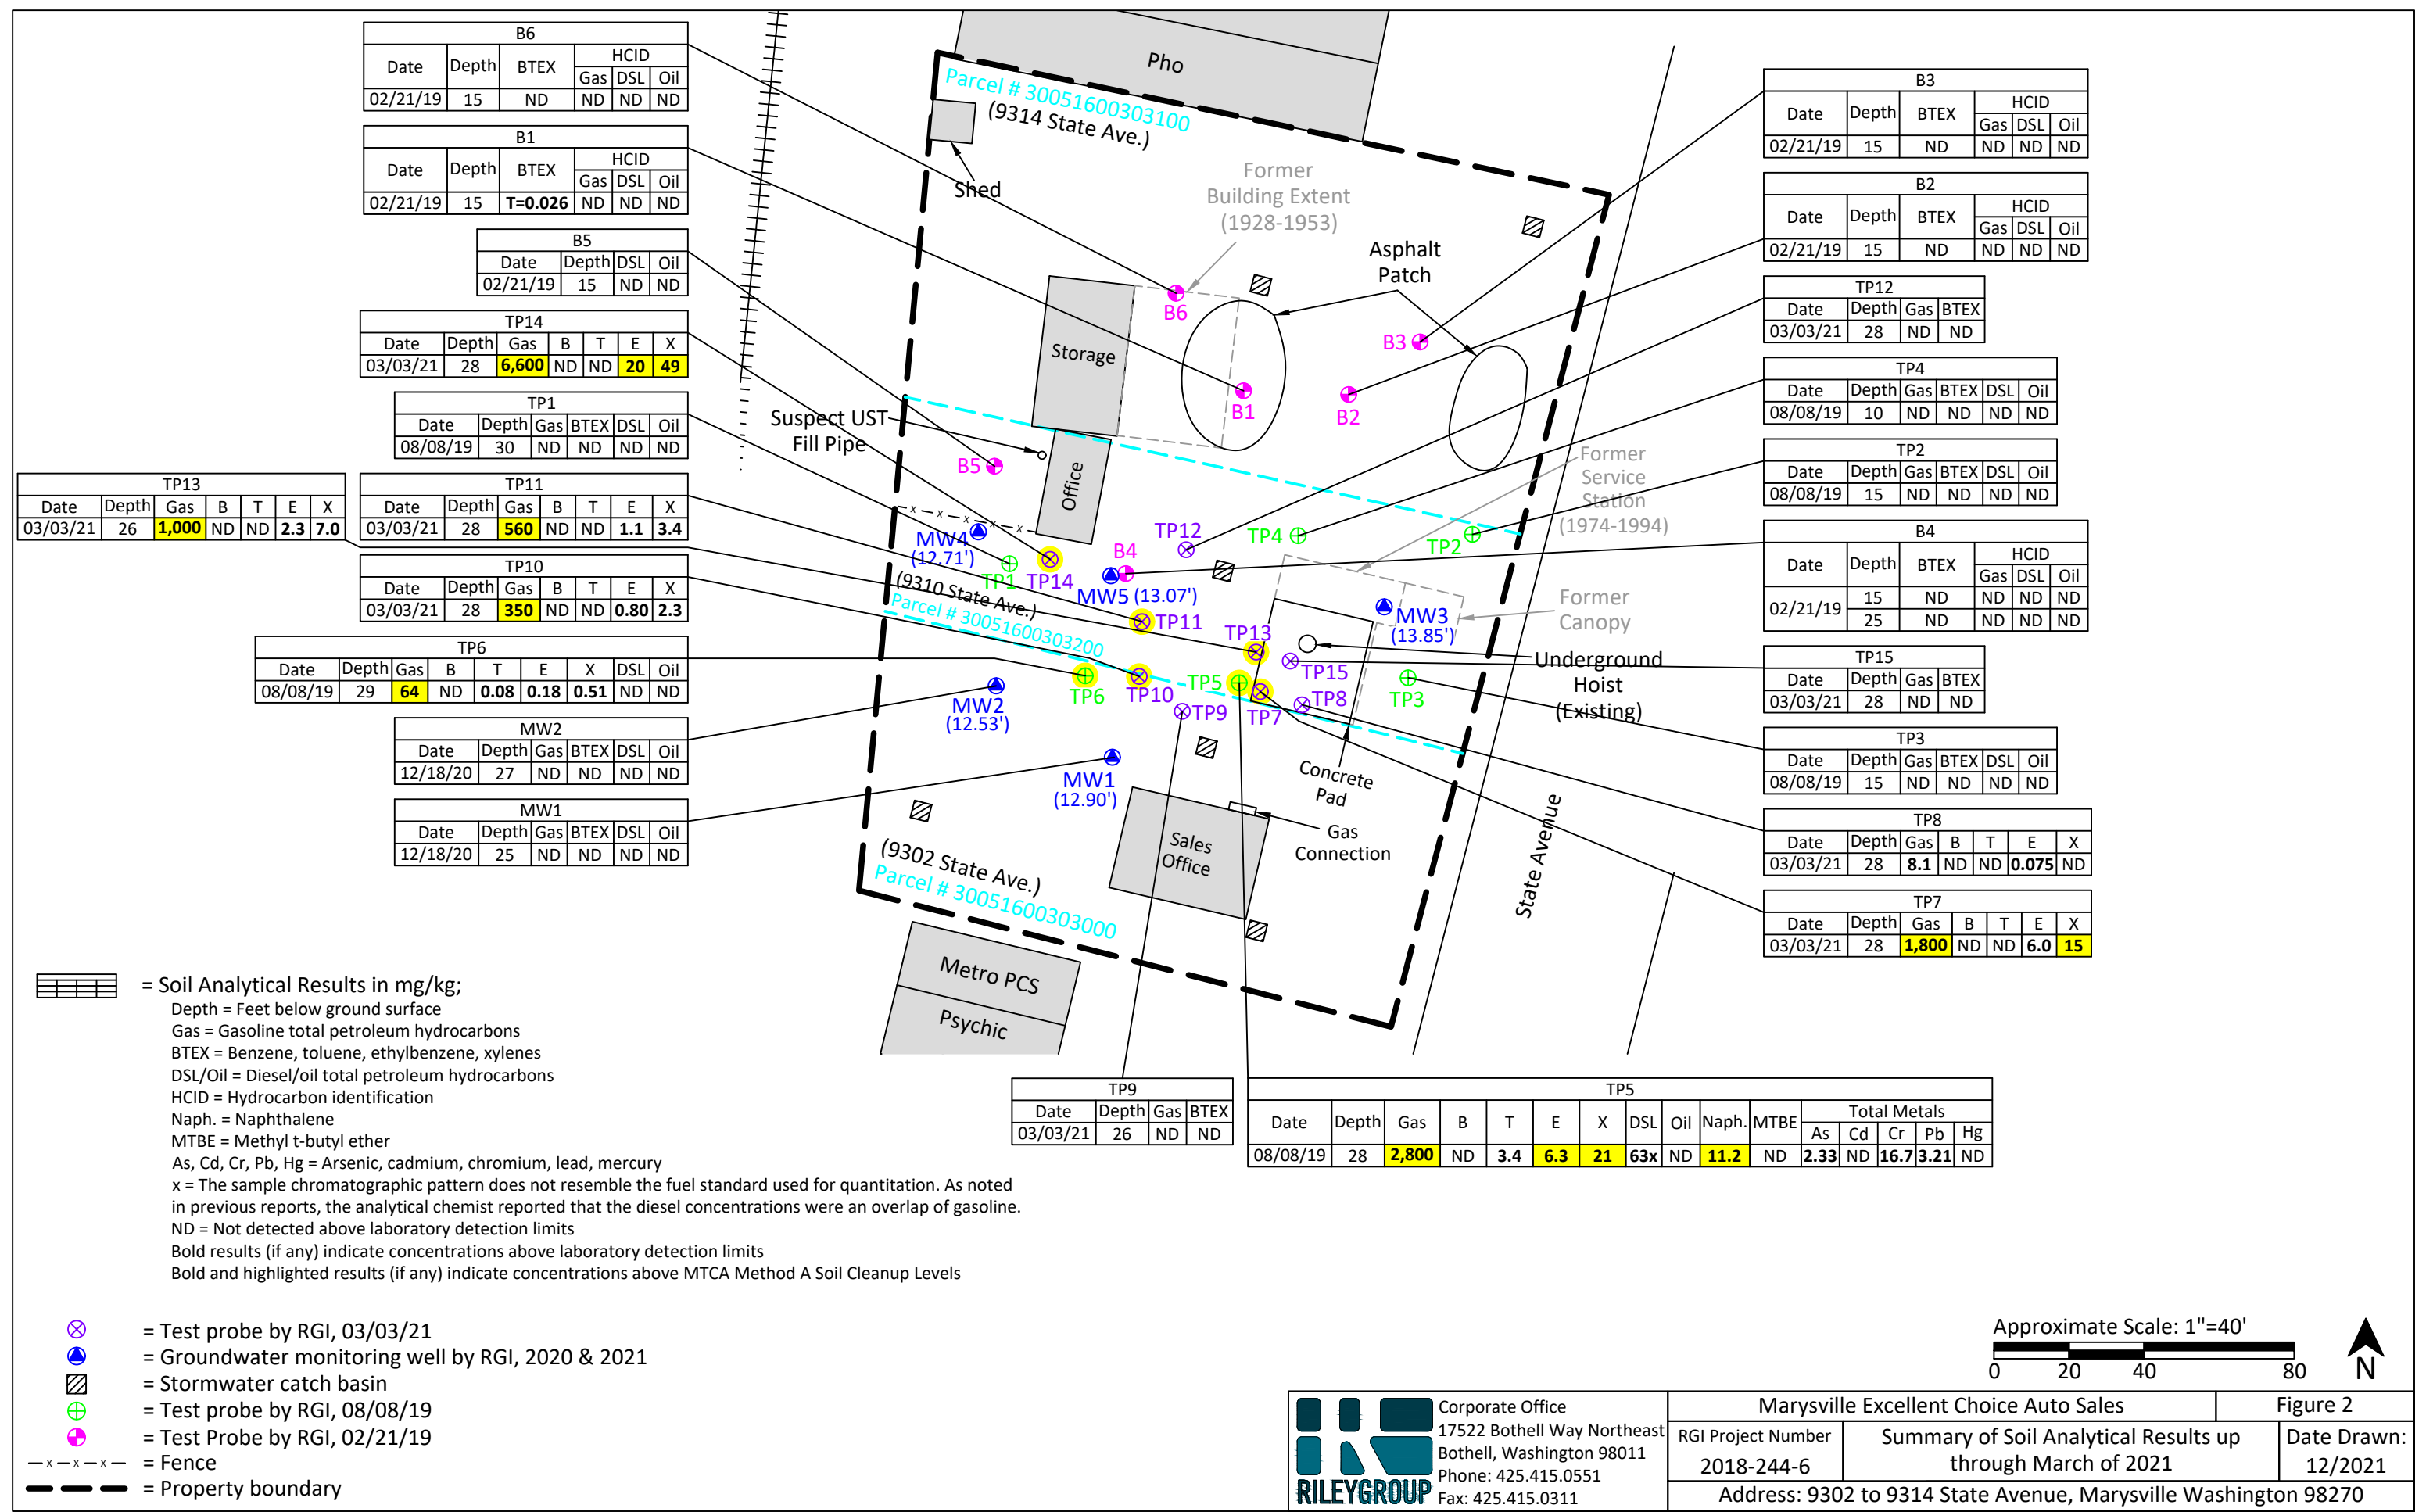 B6
Date Depth BTEX HCID
Gas DSL Oil
02/21/19 15 ND ND ND ND
B1
Date Depth BTEX HCID
Gas DSL Oil
02/21/19 15 T=0.026 ND ND ND
B5
Date Depth DSL Oil
02/21/19 15 ND ND
TP14
Date Depth Gas B T E X
03/03/21 28 6,600 ND ND 20 49
TP1
Date Depth Gas BTEX DSL Oil
08/08/19 30 ND ND ND ND
TP13
Date Depth Gas B T E X
03/03/21 26 1,000 ND ND 2.3 7.0
TP11
Date Depth Gas B T E X
03/03/21 28 560 ND ND 1.1 3.4
TP10
Date Depth Gas B T E X
03/03/21 28 350 ND ND 0.80 2.3
TP6
Date Depth Gas B T E X DSL Oil
08/08/19 29 64 ND 0.08 0.18 0.51 ND ND
MW2
Date Depth Gas BTEX DSL Oil
12/18/20 27 ND ND ND ND
MW1
Date Depth Gas BTEX DSL Oil
12/18/20 25 ND ND ND ND
Pho
Parcel # 30051600303100
(9314 State Ave.)
Shed
Former
Building Extent
(1928-1953)
Asphalt
Patch
B6
B3
Storage
B1
B2
Suspect UST
Fill Pipe
B5
Office
Former
Service
Station
(1974-1994)
TP12
TP4
TP2
MW4
(12.71')
B4
TP1
TP14
MW5 (13.07')
(9310 State Ave.)
Parcel # 30051600303200
TP11
MW3
(13.85')
Former
Canopy
TP13
TP15
Underground
Hoist
(Existing)
TP6
TP10
TP5
TP7
TP8
TP3
MW2
(12.53')
TP9
MW1
(12.90')
Concrete
Pad
Gas
Connection
Sales
Office
State Avenue
(9302 State Ave.)
Parcel # 30051600303000
Metro PCS
Psychic
B3
Date Depth BTEX HCID
Gas DSL Oil
02/21/19 15 ND ND ND ND
B2
Date Depth BTEX HCID
Gas DSL Oil
02/21/19 15 ND ND ND ND
TP12
Date Depth Gas BTEX
03/03/21 28 ND ND
TP4
Date Depth Gas BTEX DSL Oil
08/08/19 10 ND ND ND ND
TP2
Date Depth Gas BTEX DSL Oil
08/08/19 15 ND ND ND ND
B4
Date Depth BTEX HCID
Gas DSL Oil
02/21/19 15 ND ND ND ND
25 ND ND ND ND
TP15
Date Depth Gas BTEX
03/03/21 28 ND ND
TP3
Date Depth Gas BTEX DSL Oil
08/08/19 15 ND ND ND ND
TP8
Date Depth Gas B T E X
03/03/21 28 8.1 ND ND 0.075 ND
TP7
Date Depth Gas B T E X
03/03/21 28 1,800 ND ND 6.0 15
TP9
Date Depth Gas BTEX
03/03/21 26 ND ND
TP5
Date Depth Gas B T E X DSL Oil Naph. MTBE Total Metals
As Cd Cr Pb Hg
08/08/19 28 2,800 ND 3.4 6.3 21 63x ND 11.2 ND 2.33 ND 16.7 3.21 ND
= Soil Analytical Results in mg/kg;
Depth = Feet below ground surface
Gas = Gasoline total petroleum hydrocarbons
BTEX = Benzene, toluene, ethylbenzene, xylenes
DSL/Oil = Diesel/oil total petroleum hydrocarbons
HCID = Hydrocarbon identification
Naph. = Naphthalene
MTBE = Methyl t-butyl ether
As, Cd, Cr, Pb, Hg = Arsenic, cadmium, chromium, lead, mercury
x = The sample chromatographic pattern does not resemble the fuel standard used for quantitation. As noted
in previous reports, the analytical chemist reported that the diesel concentrations were an overlap of gasoline.
ND = Not detected above laboratory detection limits
Bold results (if any) indicate concentrations above laboratory detection limits
Bold and highlighted results (if any) indicate concentrations above MTCA Method A Soil Cleanup Levels
= Test probe by RGI, 03/03/21
= Groundwater monitoring well by RGI, 2020 & 2021
= Stormwater catch basin
= Test probe by RGI, 08/08/19
= Test Probe by RGI, 02/21/19
x x x = Fence
= Property boundary
Approximate Scale: 1"=40'
0 20 40 80
N
RILEYGROUP
Corporate Office
17522 Bothell Way Northeast
Bothell, Washington 98011
Phone: 425.415.0551
Fax: 425.415.0311
Marysville Excellent Choice Auto Sales
Figure 2
RGI Project Number
2018-244-6
Summary of Soil Analytical Results up
through March of 2021
Date Drawn:
12/2021
Address: 9302 to 9314 State Avenue, Marysville Washington 98270